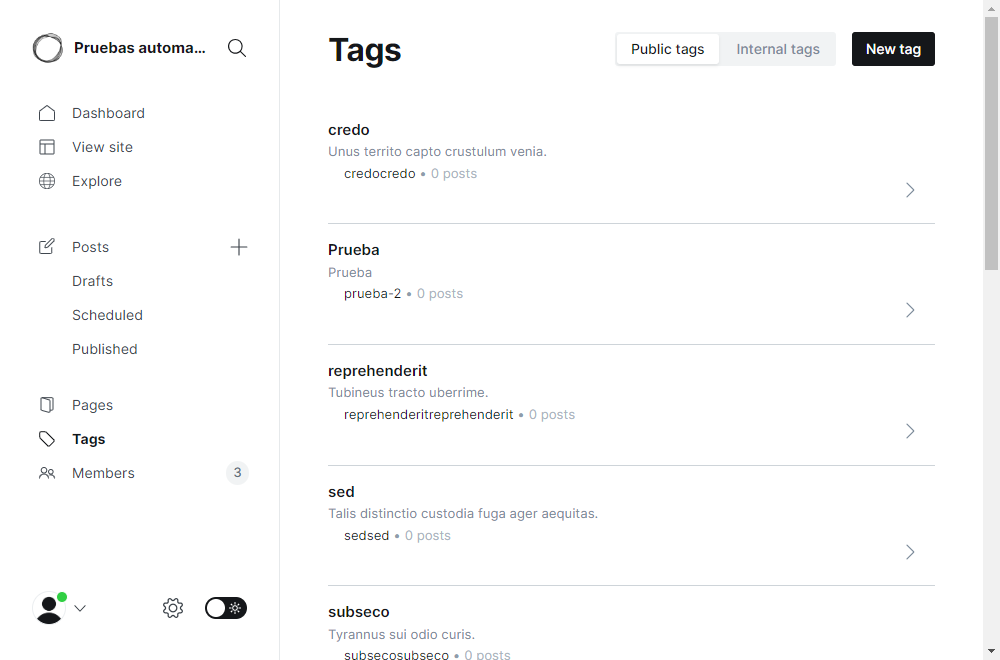 Pruebas automa...
Dashboard
View site
Explore
Posts
Drafts
Scheduled
Published
Pages
Tags
Members 3
Tags
Public tags Internal tags New tag
credo
Unus territo capto crustulum venia.
credocredo • 0 posts
Prueba
Prueba
prueba-2 • 0 posts
reprehenderit
Tubineus tracto uberrime.
reprehenderitreprehenderit • 0 posts
sed
Talis distinctio custodia fuga ager aequitas.
sedsed • 0 posts
subseco
Tyrannus sui odio curis.
subsecosubseco • 0 posts